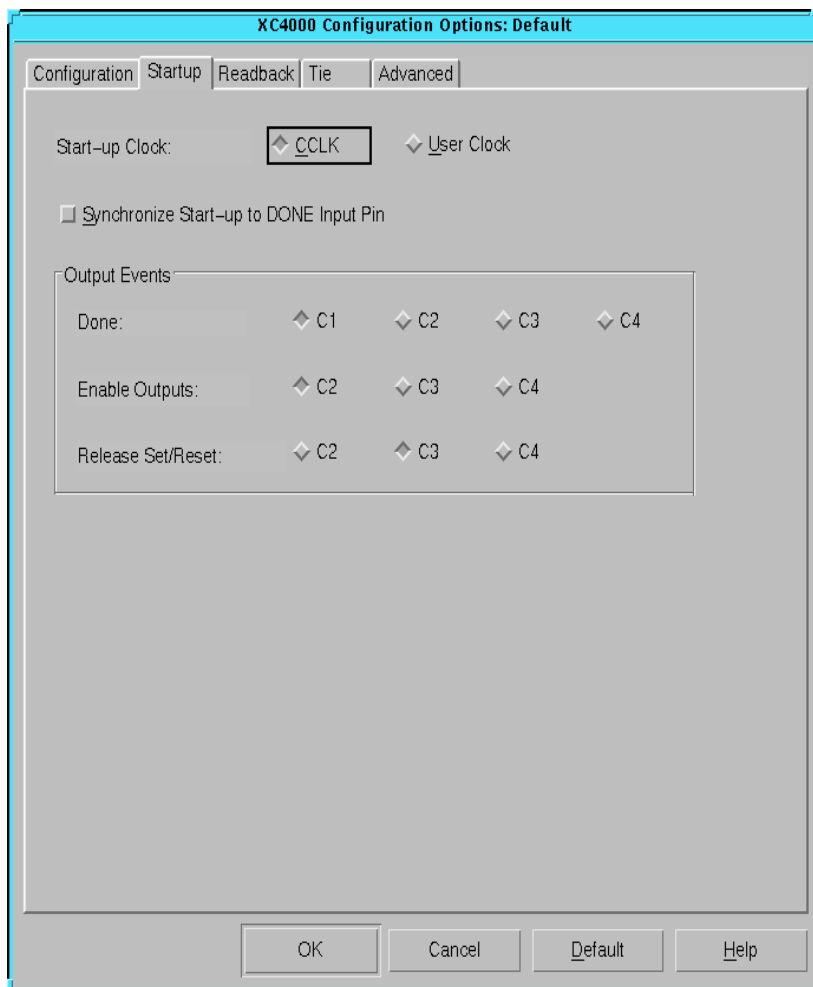 XC4000 Configuration Options: Default
Configuration Startup Readback Tie Advanced
Start-up Clock: CCLK User Clock
Synchronize Start-up to DONE Input Pin
Output Events
Done: C1 C2 C3 C4
Enable Outputs: C2 C3 C4
Release Set/Reset: C2 C3 C4
OK Cancel Default Help